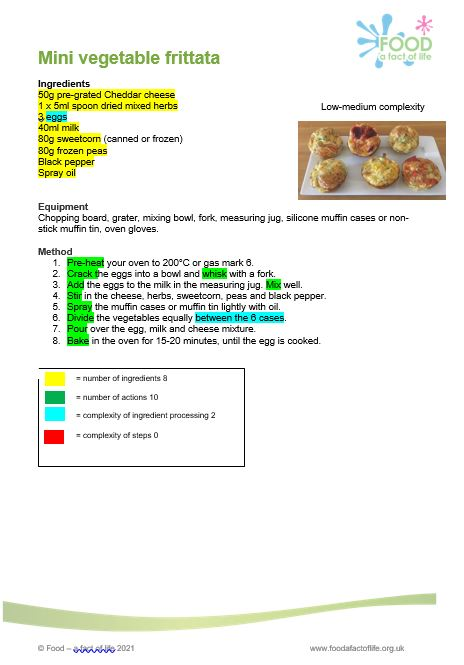 FOOD
a fact of life
Mini vegetable frittata
Ingredients
50g pre-grated Cheddar cheese
1 x 5ml spoon dried mixed herbs
Low-medium complexity
3 eggs
40ml milk
80g sweetcorn (canned or frozen)
80g frozen peas
Black pepper
Spray oil
Equipment
Chopping board, grater, mixing bowl, fork, measuring jug, silicone muffin cases or non-
stick muffin tin, oven gloves.
Method
1. Pre-heat your oven to 200°C or gas mark 6.
2. Crack the eggs into a bowl and whisk with a fork.
3. Add the eggs to the milk in the measuring jug. Mix well.
4. Stir in the cheese, herbs, sweetcorn, peas and black pepper.
5. Spray the muffin cases or muffin tin lightly with oil.
6. Divide the vegetables equally between the 6 cases.
7. Pour over the egg, milk and cheese mixture.
8. Bake in the oven for 15-20 minutes, until the egg is cooked.
= number of ingredients 8
= number of actions 10
= complexity of ingredient processing 2
= complexity of steps 0
© Food – a fact of life 2021
www.foodafactoflife.org.uk